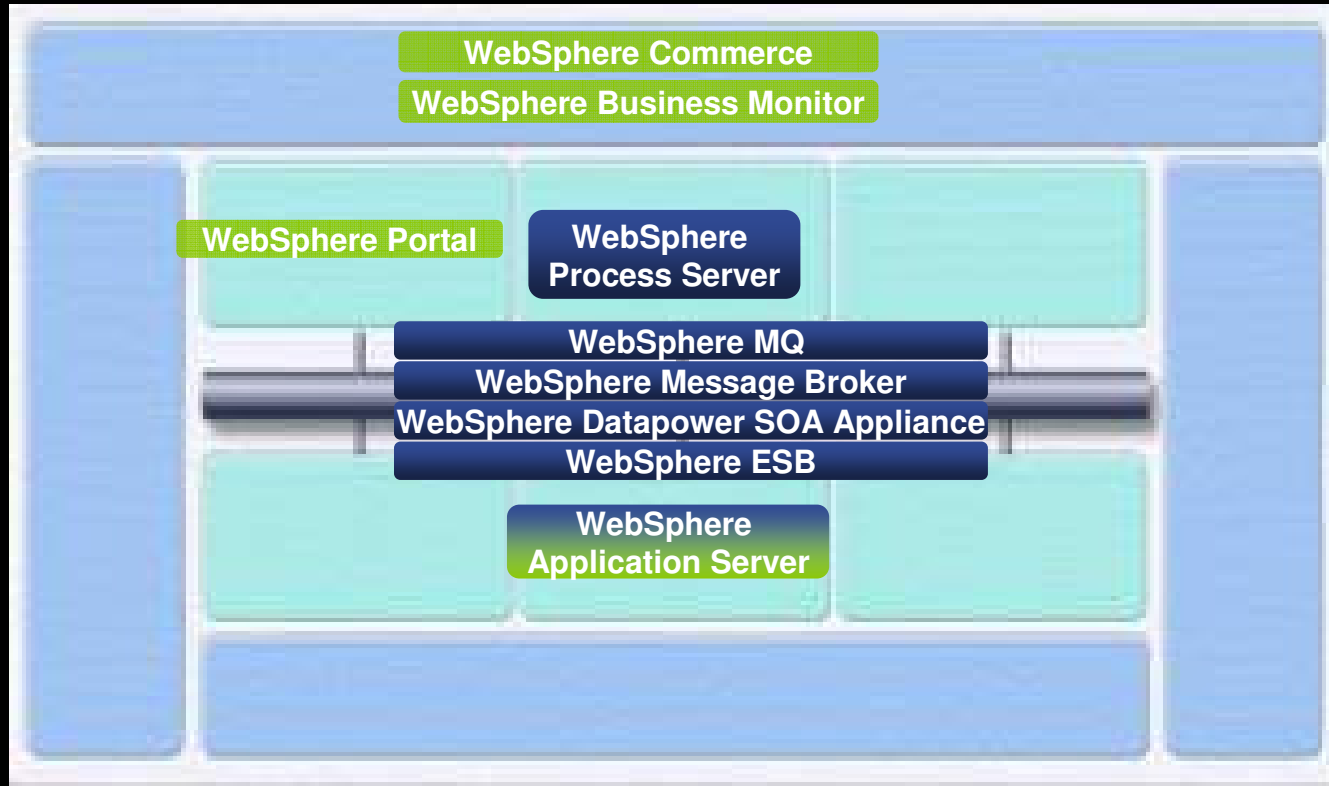 WebSphere Commerce
WebSphere Business Monitor
WebSphere Portal
WebSphere
Process Server
WebSphere MQ
WebSphere Message Broker
WebSphere Datapower SOA Appliance
WebSphere ESB
WebSphere
Application Server